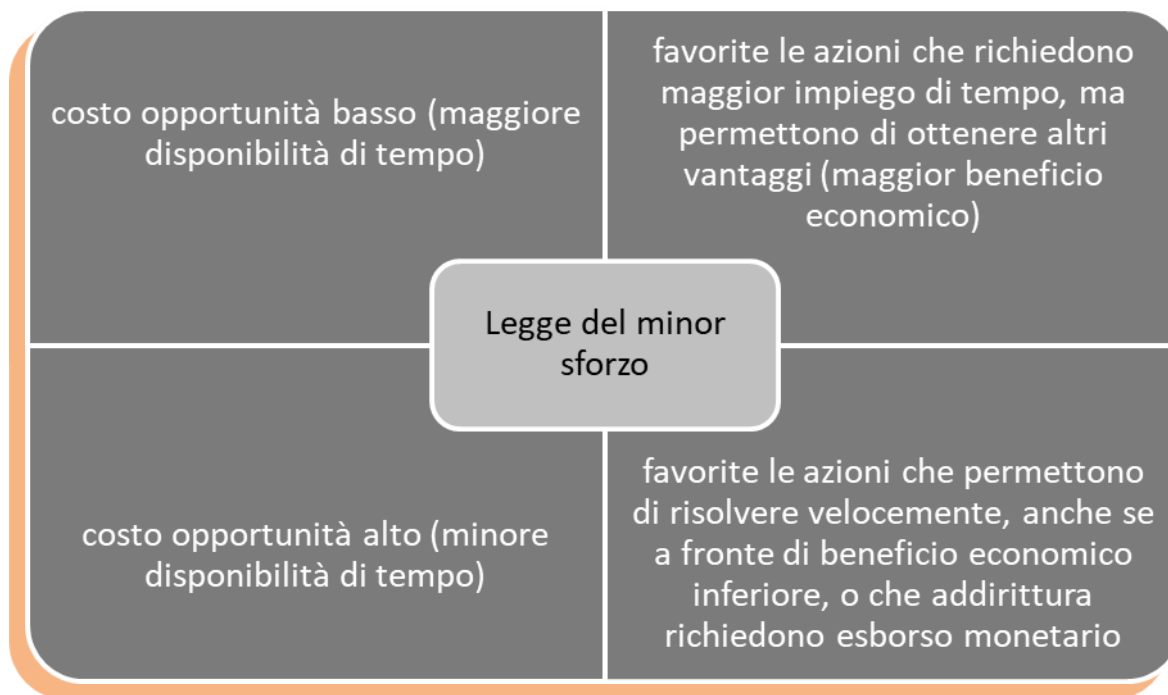 costo opportunità basso (maggiore
disponibilità di tempo)
favorite le azioni che richiedono
maggior impiego di tempo, ma
permettono di ottenere altri
vantaggi (maggior beneficio
economico)
Legge del minor
sforzo
costo opportunità alto (minore
disponibilità di tempo)
favorite le azioni che permettono
di risolvere velocemente, anche se
a fronte di beneficio economico
inferiore, o che addirittura
richiedono esborso monetario